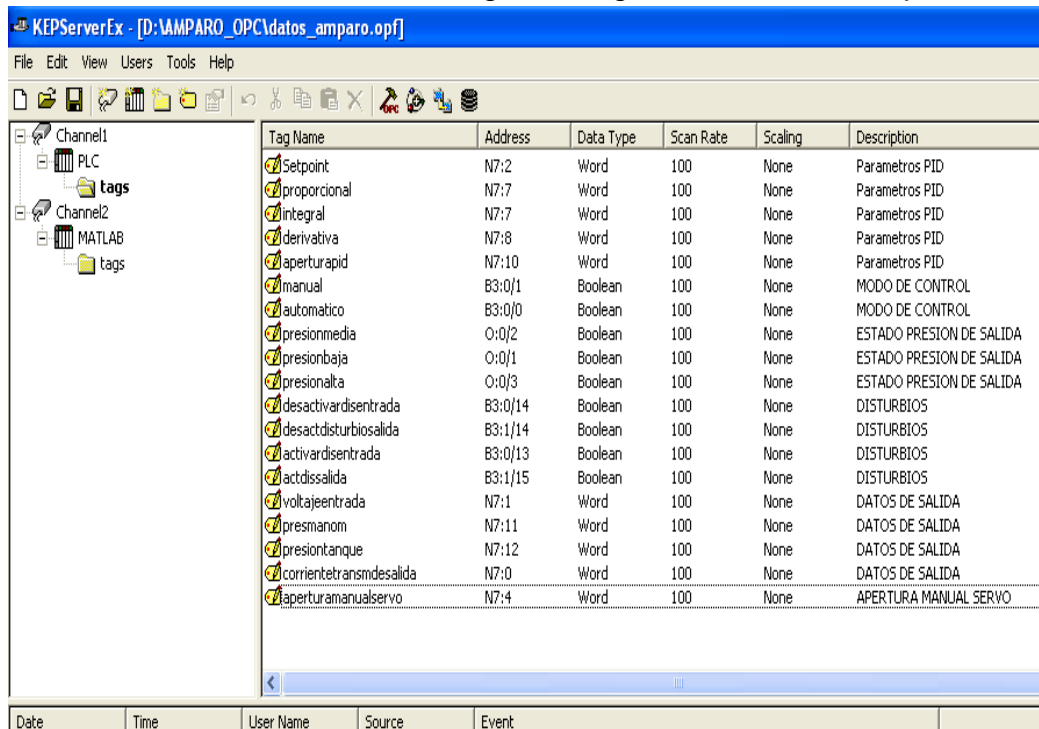 KEPServerEx - [D:\AMPARO_OPC\datos_amparo.opf]
File Edit View Users Tools Help
OPC
Channel1
PLC
tags
Channel2
MATLAB
tags
Tag Name Address Data Type Scan Rate Scaling Description
Setpoint N7:2 Word 100 None Parametros PID
proporcional N7:7 Word 100 None Parametros PID
integral N7:7 Word 100 None Parametros PID
derivativa N7:8 Word 100 None Parametros PID
aperturapid N7:10 Word 100 None Parametros PID
manual B3:0/1 Boolean 100 None MODO DE CONTROL
automatico B3:0/0 Boolean 100 None MODO DE CONTROL
presionmedia O:0/2 Boolean 100 None ESTADO PRESION DE SALIDA
presionbaja O:0/1 Boolean 100 None ESTADO PRESION DE SALIDA
presionalta O:0/3 Boolean 100 None ESTADO PRESION DE SALIDA
desactivardisentrada B3:0/14 Boolean 100 None DISTURBIOS
desactdisturbiosalida B3:1/14 Boolean 100 None DISTURBIOS
activardisentrada B3:0/13 Boolean 100 None DISTURBIOS
actdissalida B3:1/15 Boolean 100 None DISTURBIOS
voltajeentrada N7:1 Word 100 None DATOS DE SALIDA
presmanom N7:11 Word 100 None DATOS DE SALIDA
presiontanque N7:12 Word 100 None DATOS DE SALIDA
corrientetransmdesalida N7:0 Word 100 None DATOS DE SALIDA
aperturamanualservo N7:4 Word 100 None APERTURA MANUAL SERVO
Date Time User Name Source Event